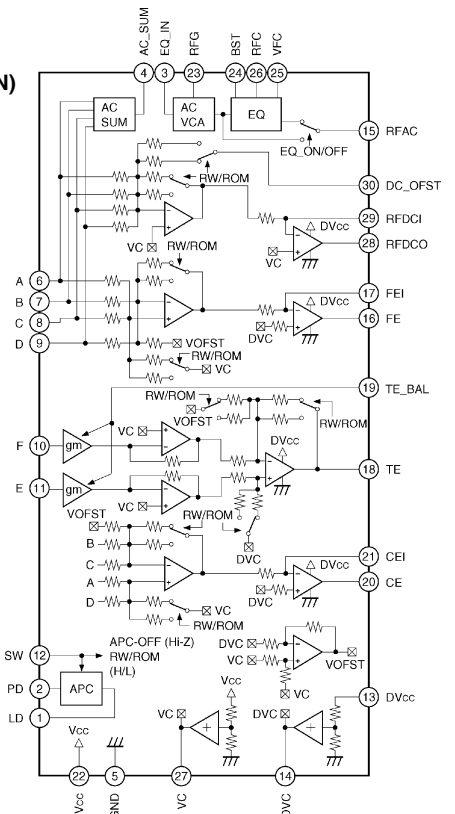 AC_SUM
EQ_IN
RFG
BST
RFC
VFC
N)
4
3
23
24
26
25
AC
SUM
AC
VCA
EQ
15
RFAC
EQ_ON/OFF
30
DC_OFST
RW/ROM
29
RFDCI
DVcc
28
RFDCO
VC
VC
RW/ROM
17
FEI
DVcc
16
FE
DVC
A
6
B
7
C
8
D
9
VOFST
RW/ROM
VC
19
TE_BAL
RW/ROM
VOFST
RW/ROM
VC
F
10
gm
DVcc
18
TE
E
11
gm
VC
RW/ROM
VOFST
DVC
B
C
A
D
21
CEI
DVcc
20
CE
DVC
VC
RW/ROM
SW
12
APC-OFF (Hi-Z)
RW/ROM
(H/L)
PD
2
APC
LD
1
DVC
VC
VOFST
VC
Vcc
VC
DVC
13
DVcc
Vcc
22
5
27
14
Vcc
GND
VC
DVC